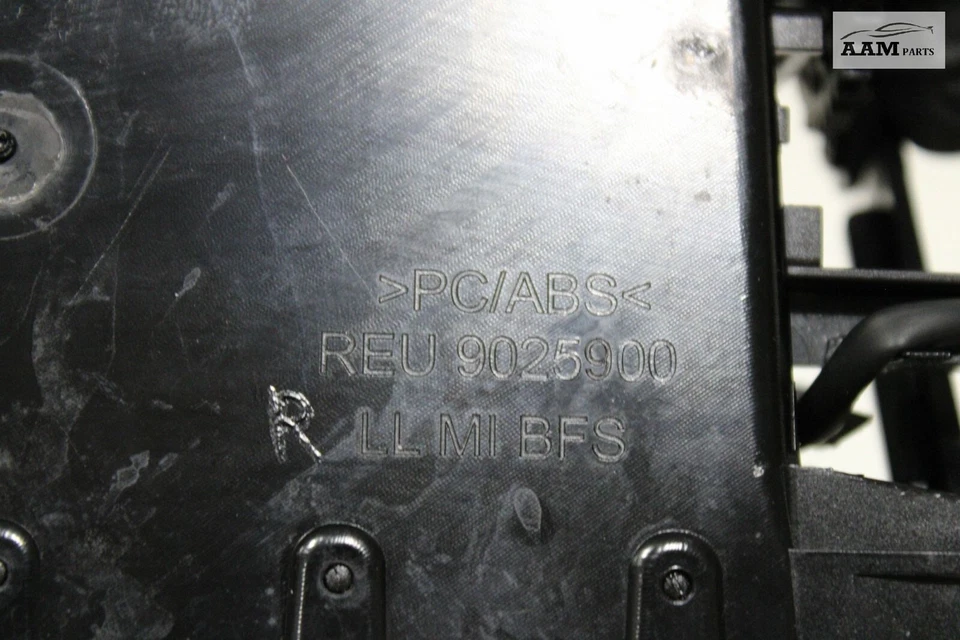 AAM PARTS
>PC/ABS<
REU 9025900
R LL MI BFS